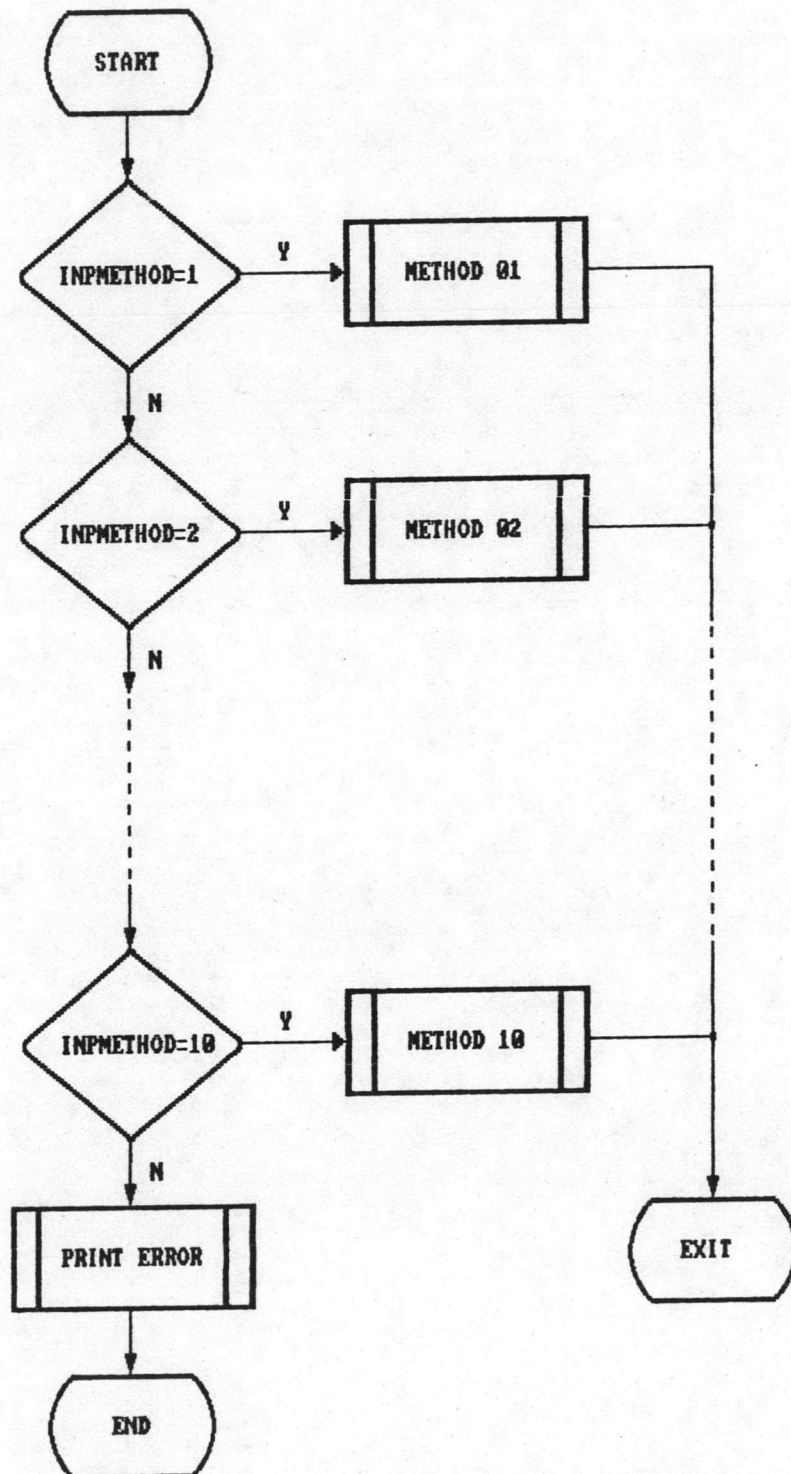 START
INPMETHOD=1
Y
METHOD 01
N
INPMETHOD=2
Y
METHOD 02
N
INPMETHOD=10
Y
METHOD 10
N
PRINT ERROR
EXIT
END